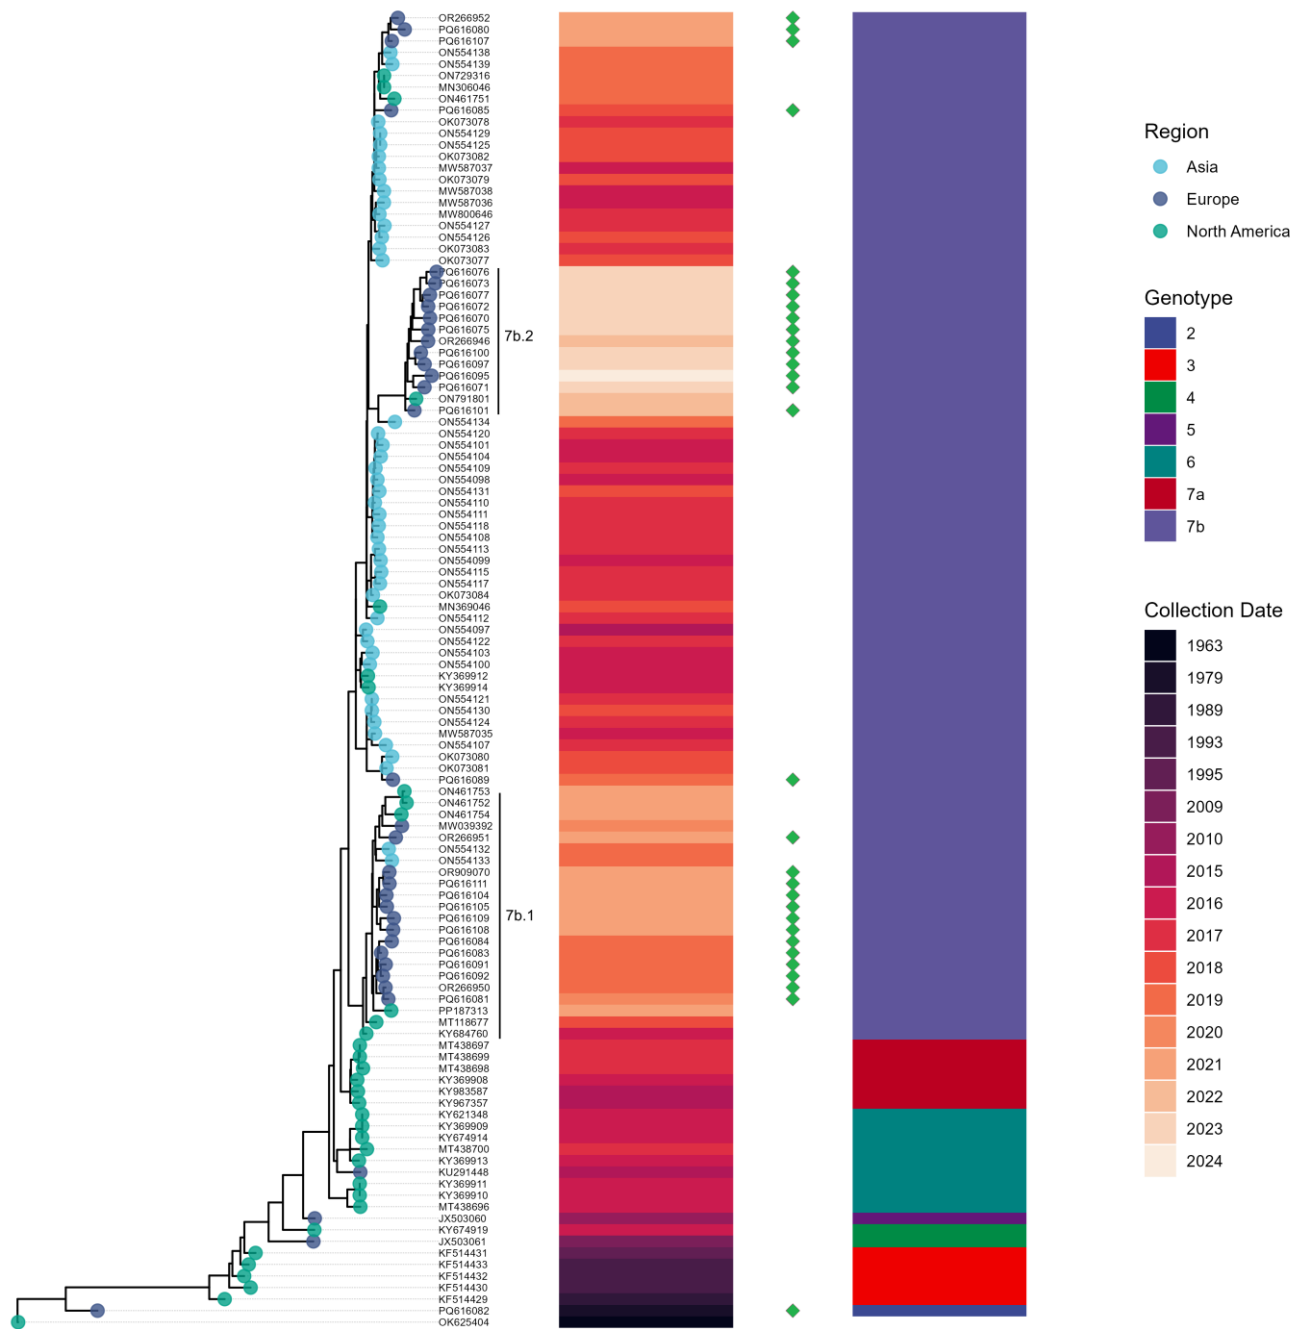 OR266952
PQ616080
PQ616107
ON554138
ON554139
ON729316
MN306046
ON461751
PQ616085
OK073078
ON554129
ON554125
OK073082
MW587037
OK073079
MW587038
MW587036
MW800646
ON554127
ON554126
OK073083
OK073077
PQ616076
PQ616073
PQ616077
PQ616072
PQ616070
PQ616075
OR266946
PQ616100
PQ616097
PQ616095
PQ616071
ON791801
PQ616101
7b.2
ON554134
ON554120
ON554101
ON554104
ON554109
ON554098
ON554131
ON554110
ON554111
ON554118
ON554108
ON554113
ON554099
ON554115
ON554117
OK073084
MN369046
ON554112
ON554097
ON554122
ON554103
ON554100
KY369912
KY369914
ON554121
ON554130
ON554124
MW587035
ON554107
OK073080
OK073081
PQ616089
ON461753
ON461752
ON461754
MW039392
OR266951
ON554132
ON554133
OR909070
PQ616111
PQ616104
PQ616105
PQ616109
PQ616108
PQ616084
PQ616083
PQ616091
PQ616092
OR266950
PQ616081
PP187313
MT118677
KY684760
7b.1
MT438697
MT438699
MT438698
KY369908
KY983587
KY967357
KY621348
KY369909
KY674914
MT438700
KY369913
KU291448
KY369911
KY369910
MT438696
JX503060
KY674919
JX503061
KF514431
KF514433
KF514432
KF514430
KF514429
PQ616082
OK625404
Region
Asia
Europe
North America
Genotype
2
3
4
5
6
7a
7b
Collection Date
1963
1979
1989
1993
1995
2009
2010
2015
2016
2017
2018
2019
2020
2021
2022
2023
2024